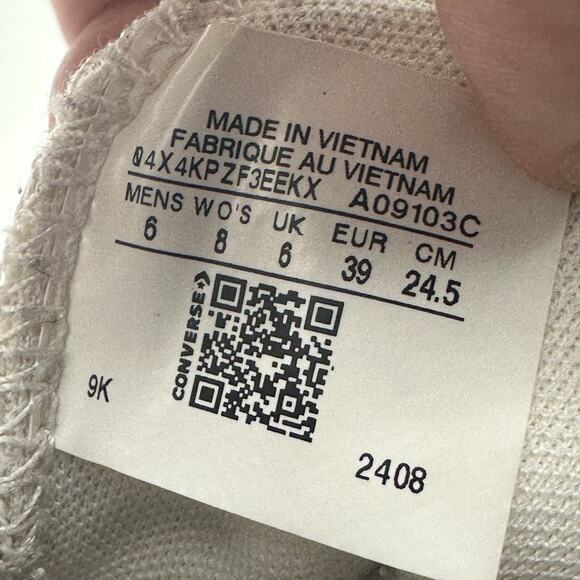 MADE IN VIETNAM
FABRIQUE AU VIETNAM
04X4KPZF3EEKX A09103C
MENS WO'S UK EUR CM
6 8 6 39 24.5
CONVERSE
9K
2408